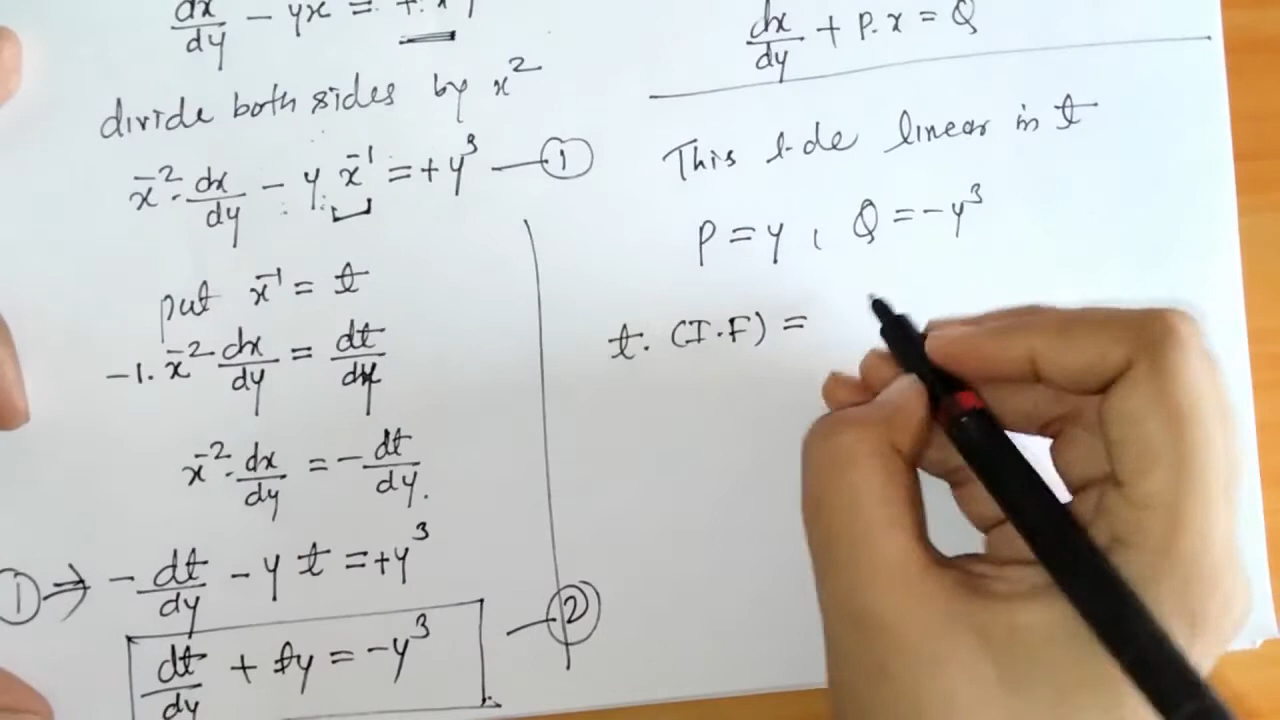 dx/dy - yx =
divide both sides by x²
x⁻² · dx/dy - y · x⁻¹ = + y³ — ①
put x⁻¹ = t
-1 · x⁻² dx/dy = dt/dy
x⁻² · dx/dy = - dt/dy.
① ⇒ - dt/dy - y t = + y³
dt/dy + ty = - y³ — ②
dx/dy + P. x = Q
This l.de linear in t
P = y , Q = - y³
t. (I.F) =